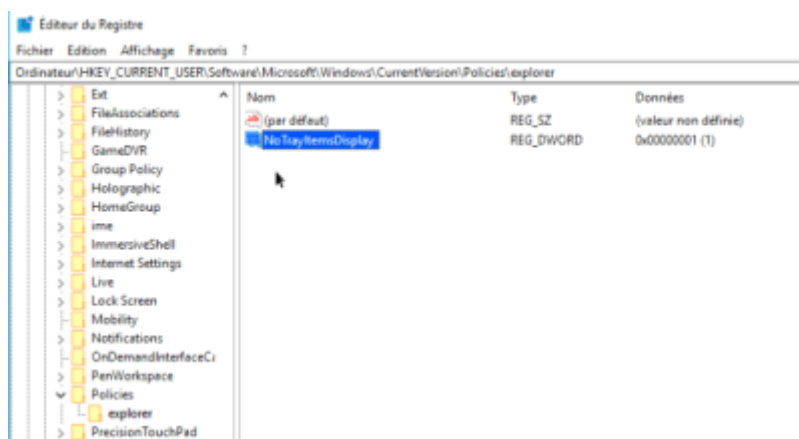 Éditeur du Registre
Fichier Edition Affichage Favoris ?
Ordinateur\HKEY_CURRENT_USER\Software\Microsoft\Windows\CurrentVersion\Policies\explorer
Ext
FileAssociations
FileHistory
GameDVR
Group Policy
Holographic
HomeGroup
ime
ImmersiveShell
Internet Settings
Live
Lock Screen
Mobility
Notifications
OnDemandInterfaceCa
PenWorkspace
Policies
explorer
PrecisionTouchPad
Nom Type Données
(par défaut) REG_SZ (valeur non définie)
NoTrayItemsDisplay REG_DWORD 0x00000001 (1)